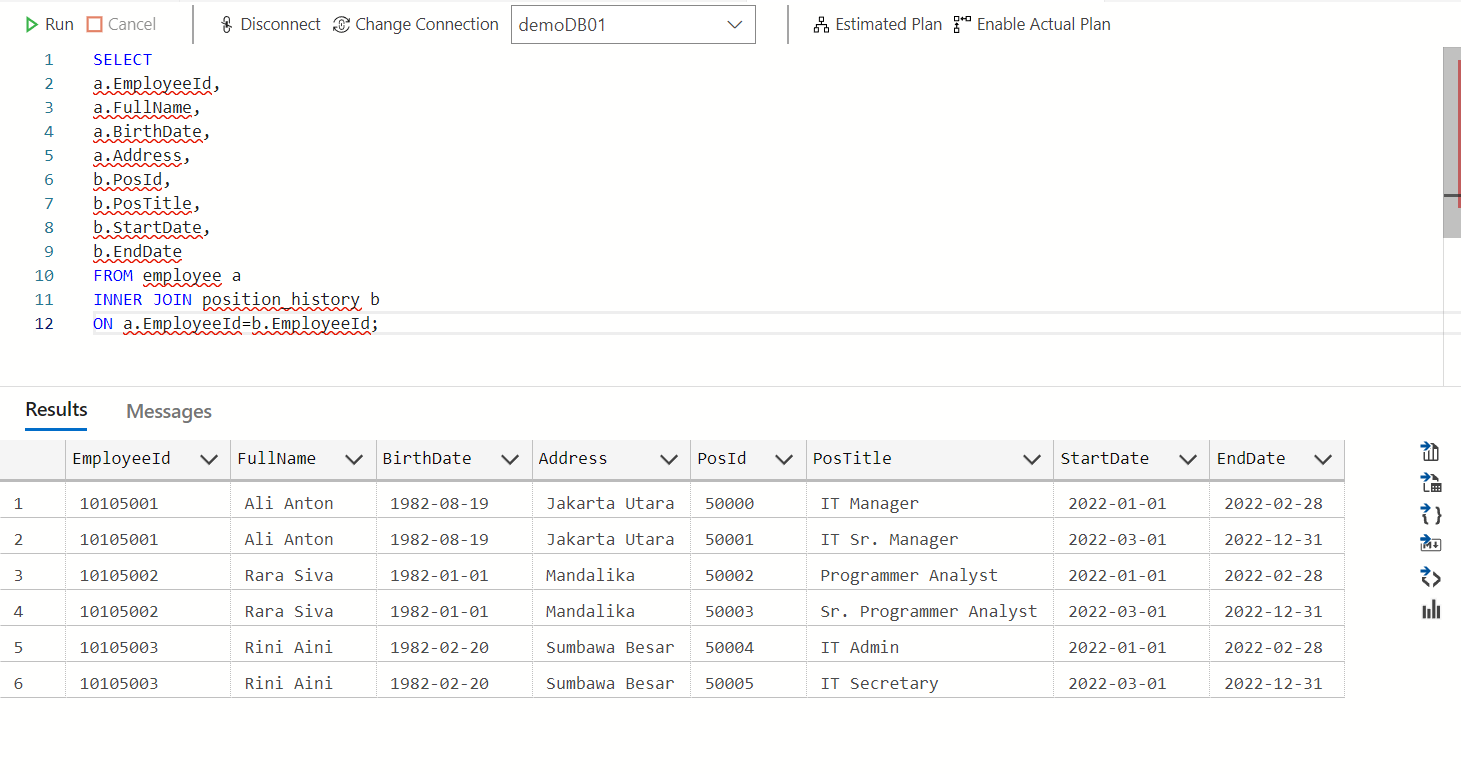 Run Cancel Disconnect Change Connection demoDB01 Estimated Plan Enable Actual Plan
1 SELECT
2 a.EmployeeId,
3 a.FullName,
4 a.BirthDate,
5 a.Address,
6 b.PosId,
7 b.PosTitle,
8 b.StartDate,
9 b.EndDate
10 FROM employee a
11 INNER JOIN position_history b
12 ON a.EmployeeId=b.EmployeeId;
Results Messages
EmployeeId FullName BirthDate Address PosId PosTitle StartDate EndDate
1 10105001 Ali Anton 1982-08-19 Jakarta Utara 50000 IT Manager 2022-01-01 2022-02-28
2 10105001 Ali Anton 1982-08-19 Jakarta Utara 50001 IT Sr. Manager 2022-03-01 2022-12-31
3 10105002 Rara Siva 1982-01-01 Mandalika 50002 Programmer Analyst 2022-01-01 2022-02-28
4 10105002 Rara Siva 1982-01-01 Mandalika 50003 Sr. Programmer Analyst 2022-03-01 2022-12-31
5 10105003 Rini Aini 1982-02-20 Sumbawa Besar 50004 IT Admin 2022-01-01 2022-02-28
6 10105003 Rini Aini 1982-02-20 Sumbawa Besar 50005 IT Secretary 2022-03-01 2022-12-31